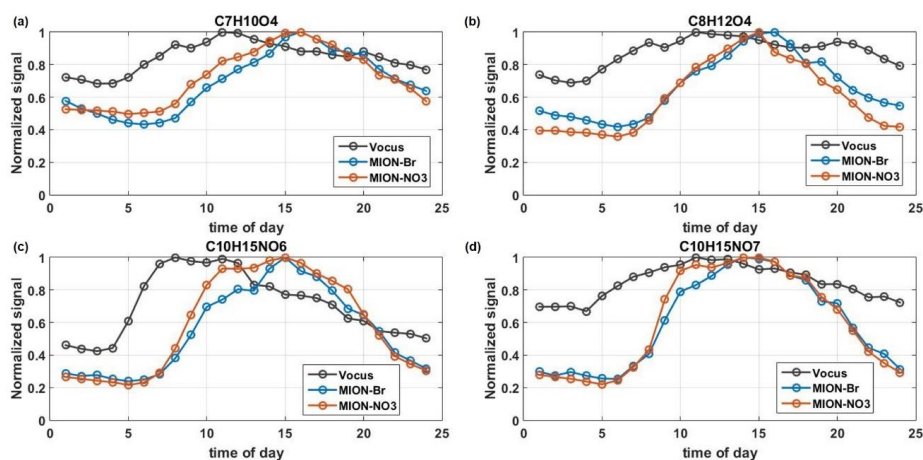 (a) C7H10O4
Normalized signal
1
0.8
0.6
0.4
0.2
0
Vocus
MION-Br
MION-NO3
0 5 10 15 20 25
time of day
(b) C8H12O4
Normalized signal
1
0.8
0.6
0.4
0.2
0
Vocus
MION-Br
MION-NO3
0 5 10 15 20 25
time of day
(c) C10H15NO6
Normalized signal
1
0.8
0.6
0.4
0.2
0
Vocus
MION-Br
MION-NO3
0 5 10 15 20 25
time of day
(d) C10H15NO7
Normalized signal
1
0.8
0.6
0.4
0.2
0
Vocus
MION-Br
MION-NO3
0 5 10 15 20 25
time of day